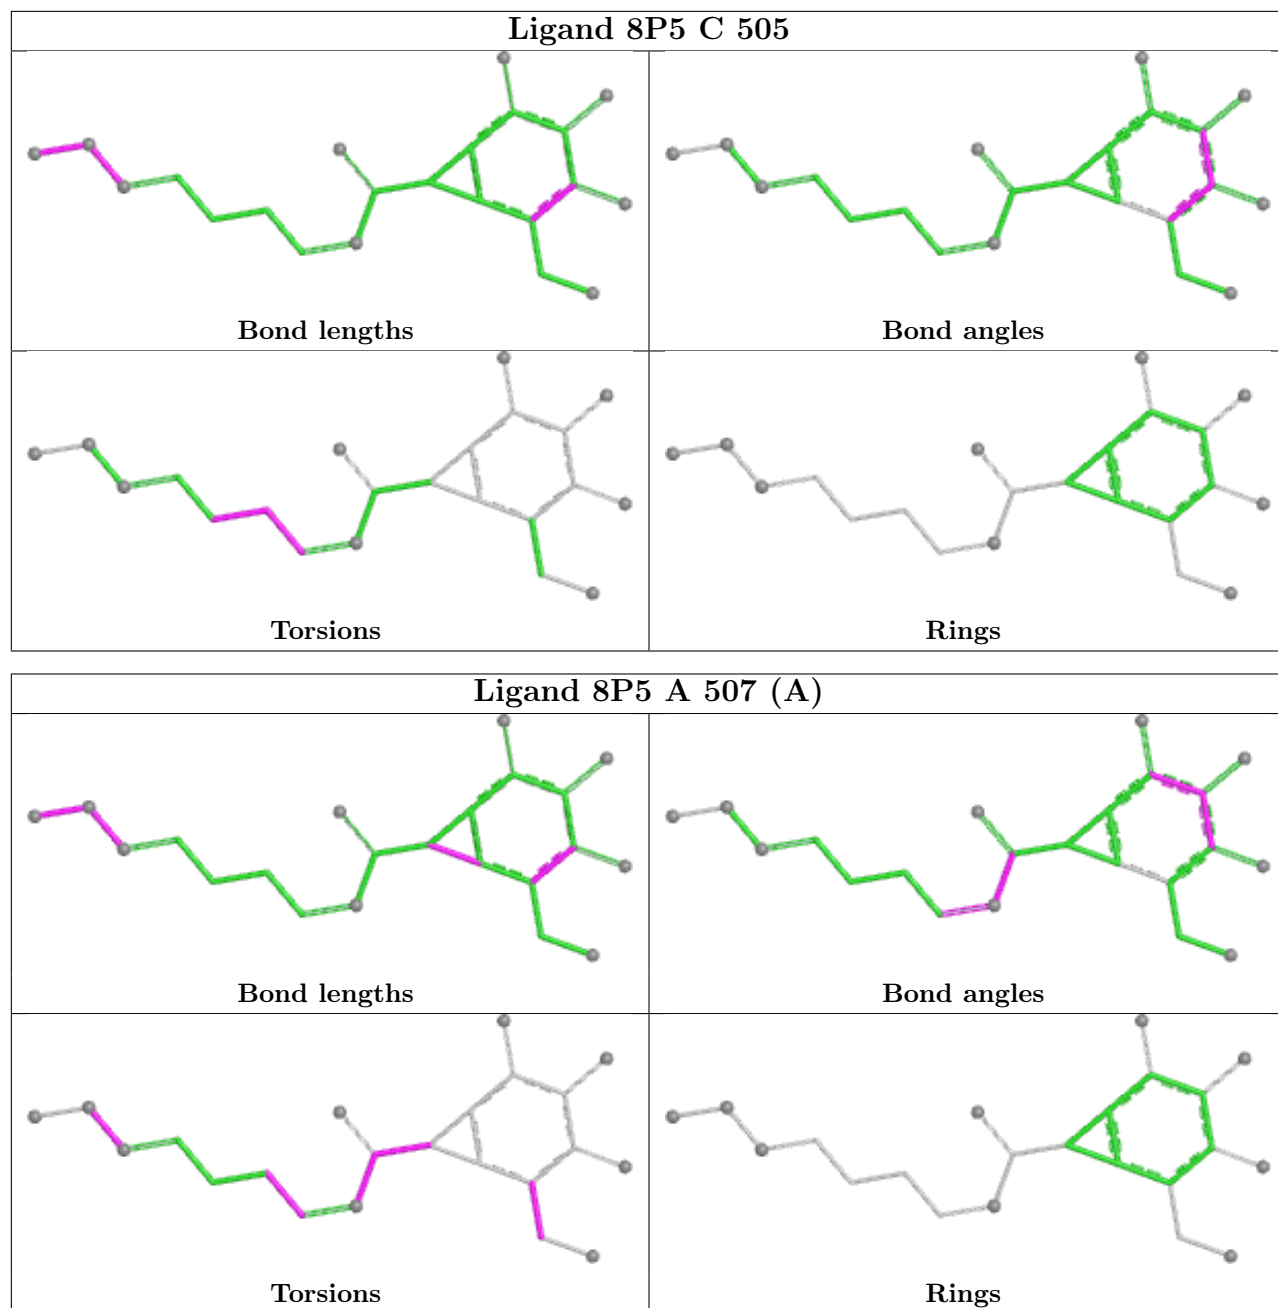 Ligand 8P5 C 505
Bond lengths
Bond angles
Torsions
Rings
Ligand 8P5 A 507 (A)
Bond lengths
Bond angles
Torsions
Rings